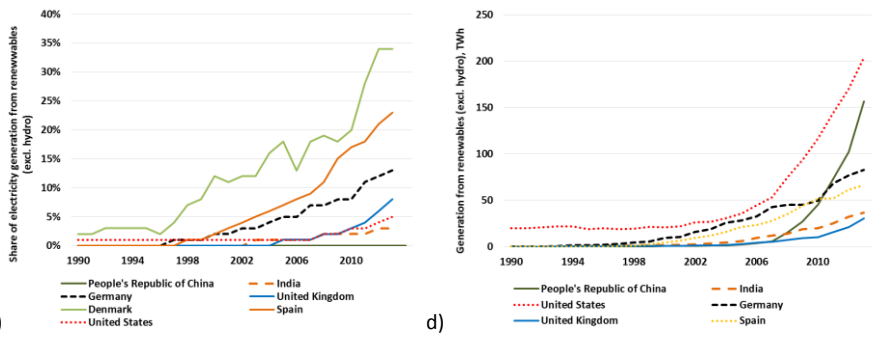 Share of electricity generation from renewwables
(excl. hydro)
40%
35%
30%
25%
20%
15%
10%
5%
0%
1990 1994 1998 2002 2006 2010
People's Republic of China India
Germany United Kingdom
Denmark Spain
United States
)
d)
Generation from renewables (excl. hydro), TWh
250
200
150
100
50
0
1990 1994 1998 2002 2006 2010
People's Republic of China India
United States Germany
United Kingdom Spain